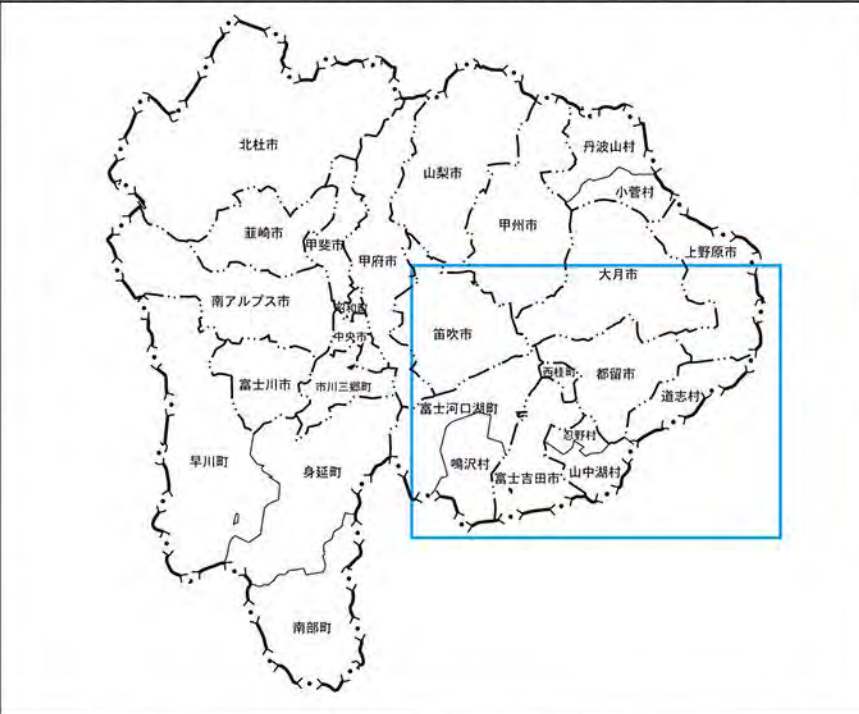 北杜市
丹波山村
山梨市
小菅村
甲州市
韮崎市
甲斐市
上野原市
甲府市
大月市
南アルプス市
昭和町
笛吹市
中央市
西桂町
都留市
富士川市
市川三郷町
道志村
富士河口湖町
忍野村
早川町
鳴沢村
身延町
富士吉田市
山中湖村
南部町